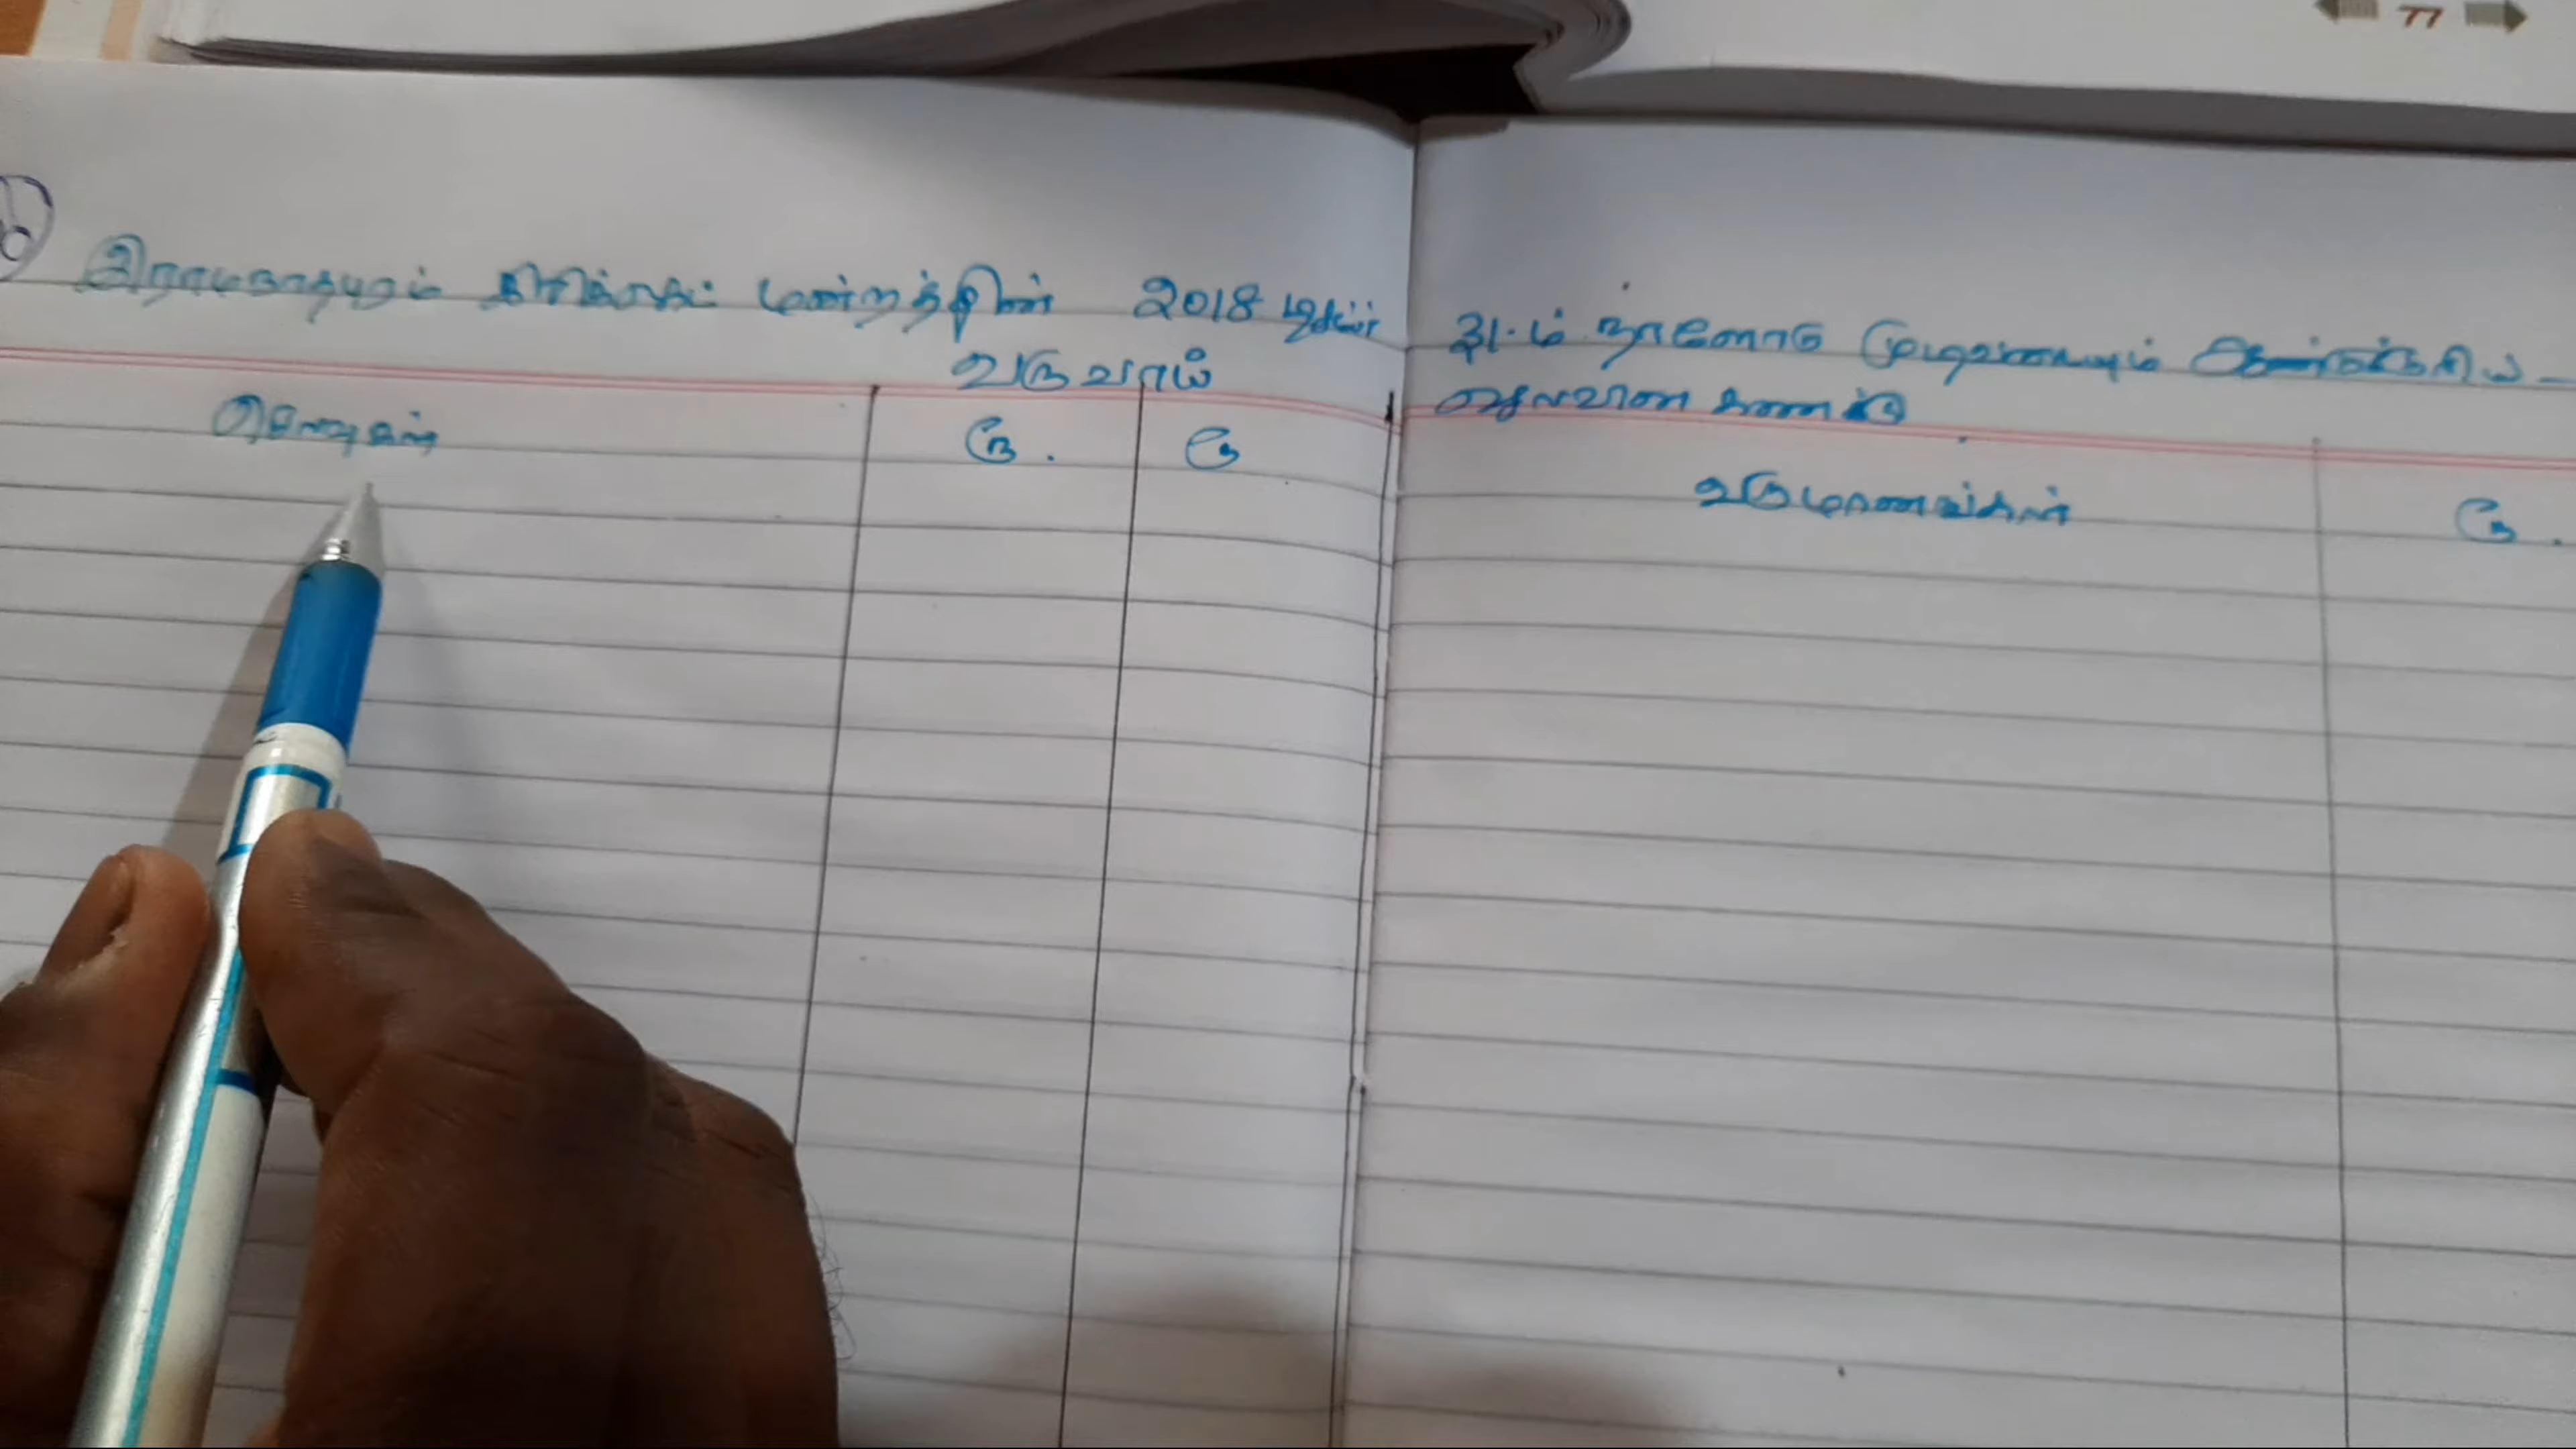 77
இராமநாதபுரம் கிரிக்கெட் மன்றத்தின் 2018 டிசம்பர் 31-ம் நாளோடு முடிவடையும் ஆண்டுக்குரிய
வருவாய் செலவின கணக்கு
செலவுகள் ரூ. ரூ வருமானங்கள் ரூ.